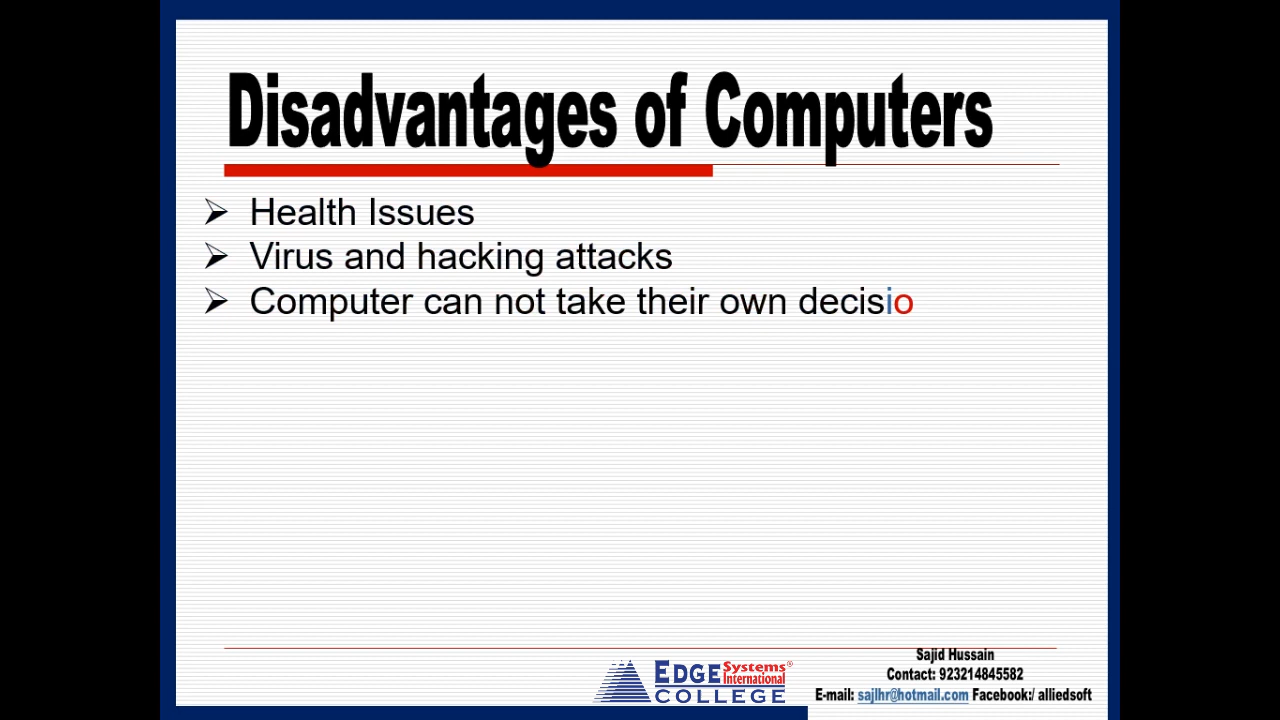 Disadvantages of Computers
Health Issues
Virus and hacking attacks
Computer can not take their own decisio
EDGE Systems International COLLEGE
Sajid Hussain
Contact: 923214845582
E-mail: sajlhr@hotmail.com Facebook:/ alliedsoft